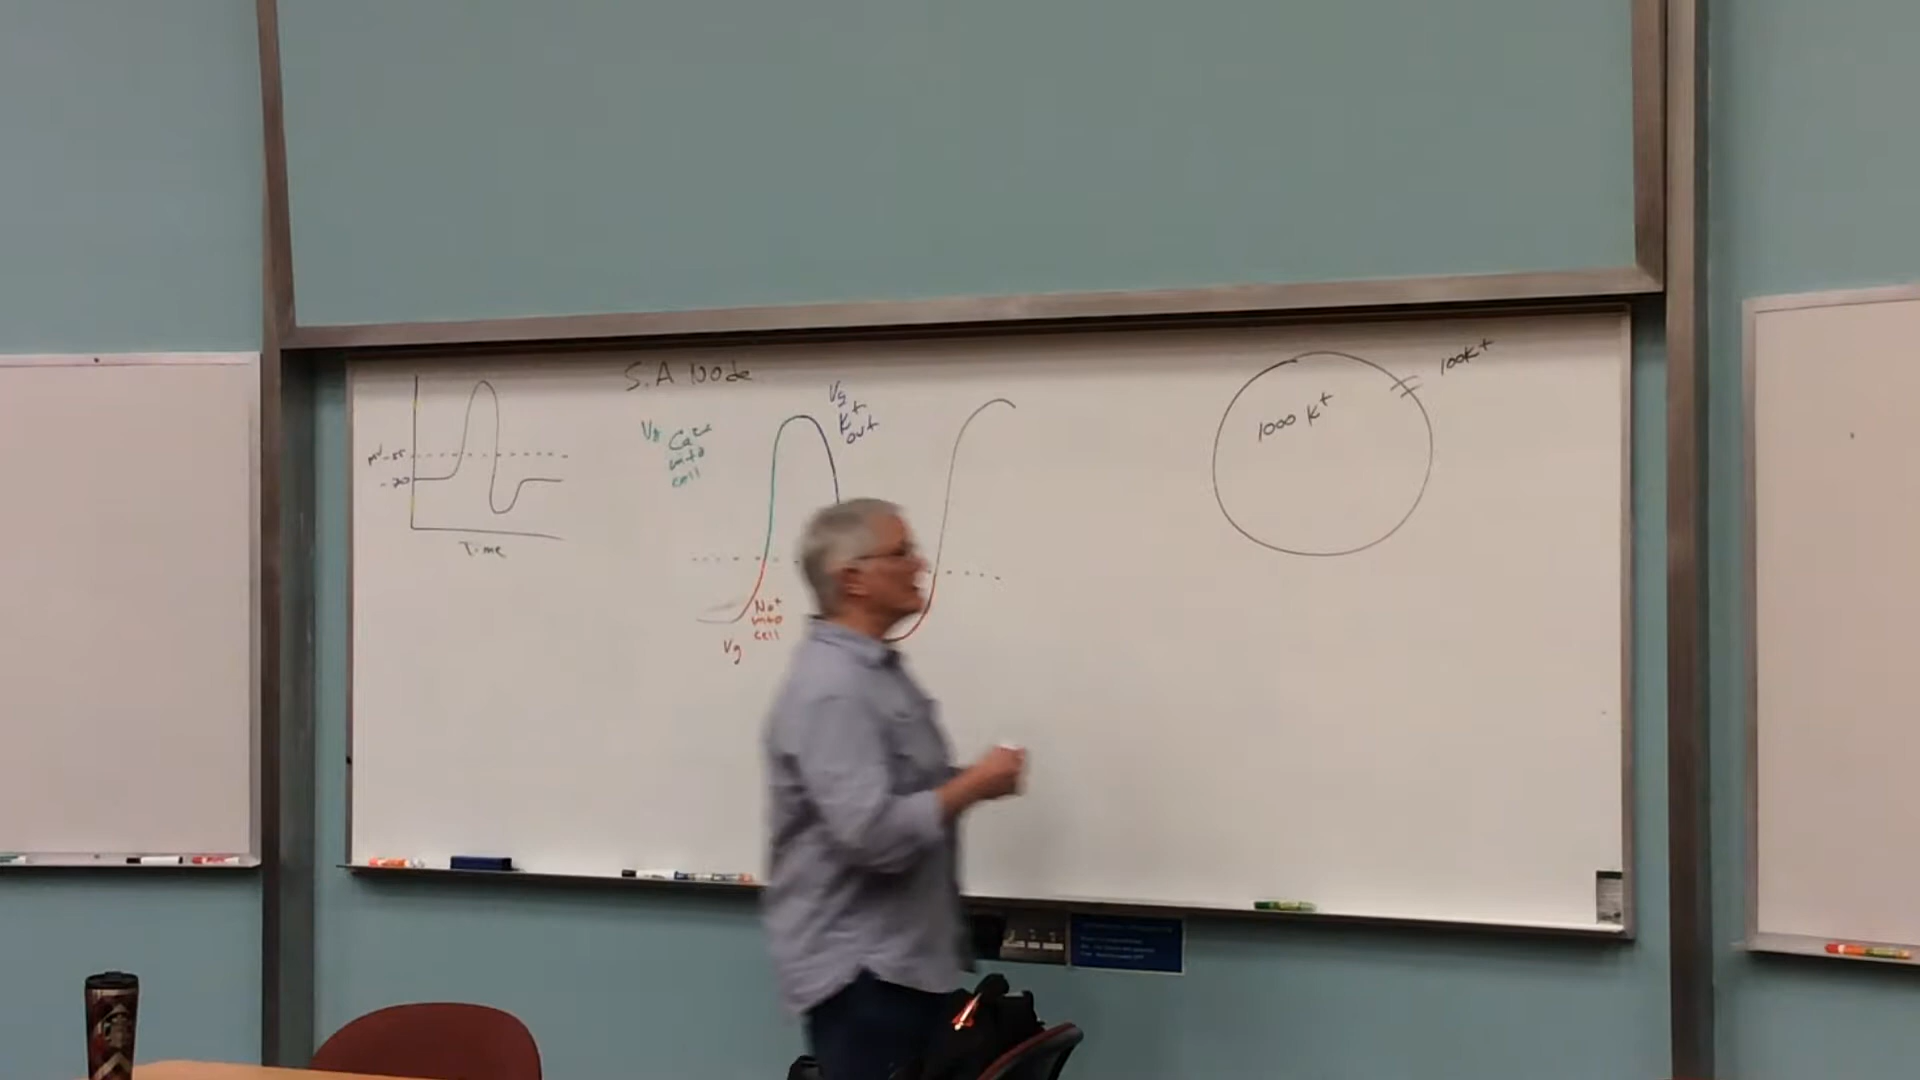 S.A Node
mV -55
-70
Time
Vg
Ca2+
into
cell
Vg
K+
out
Na+
into
cell
Vg
1000 K+
100K+